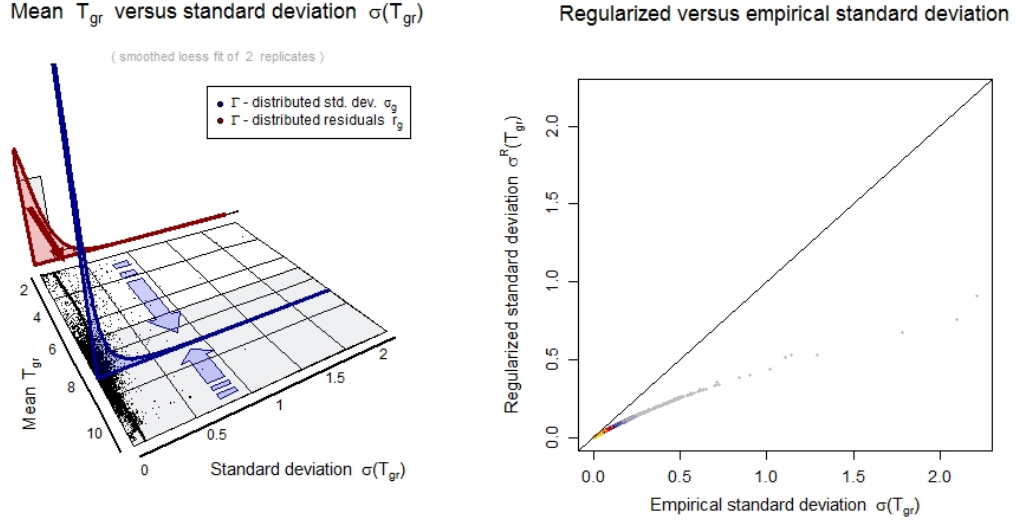 Mean T_gr versus standard deviation σ(T_gr)
( smoothed loess fit of 2 replicates )
Γ - distributed std. dev. σ_g
Γ - distributed residuals r_g
2
4
6
8
10
Mean T_gr
0
0.5
1
1.5
2
Standard deviation σ(T_gr)
Regularized versus empirical standard deviation
Regularized standard deviation σ^R(T_gr)
2.0
1.5
1.0
0.5
0.0
0.0
0.5
1.0
1.5
2.0
Empirical standard deviation σ(T_gr)